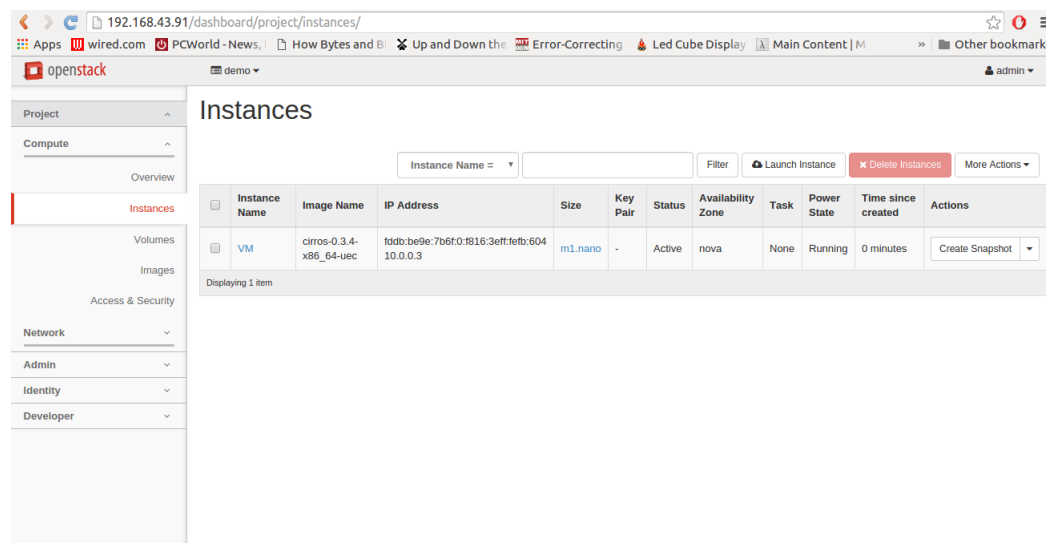 192.168.43.91/dashboard/project/instances/
Apps wired.com PCWorld - News, How Bytes and B Up and Down the Error-Correcting Led Cube Display Main Content | M » Other bookmark
openstack demo admin
Project
Compute
Overview
Instances
Volumes
Images
Access & Security
Network
Admin
Identity
Developer
Instances
Instance Name = Filter Launch Instance Delete Instances More Actions
Instance Name Image Name IP Address Size Key Pair Status Availability Zone Task Power State Time since created Actions
VM cirros-0.3.4-x86_64-uec fddb:be9e:7b6f:0:f816:3eff:fefb:604 10.0.0.3 m1.nano - Active nova None Running 0 minutes Create Snapshot
Displaying 1 item